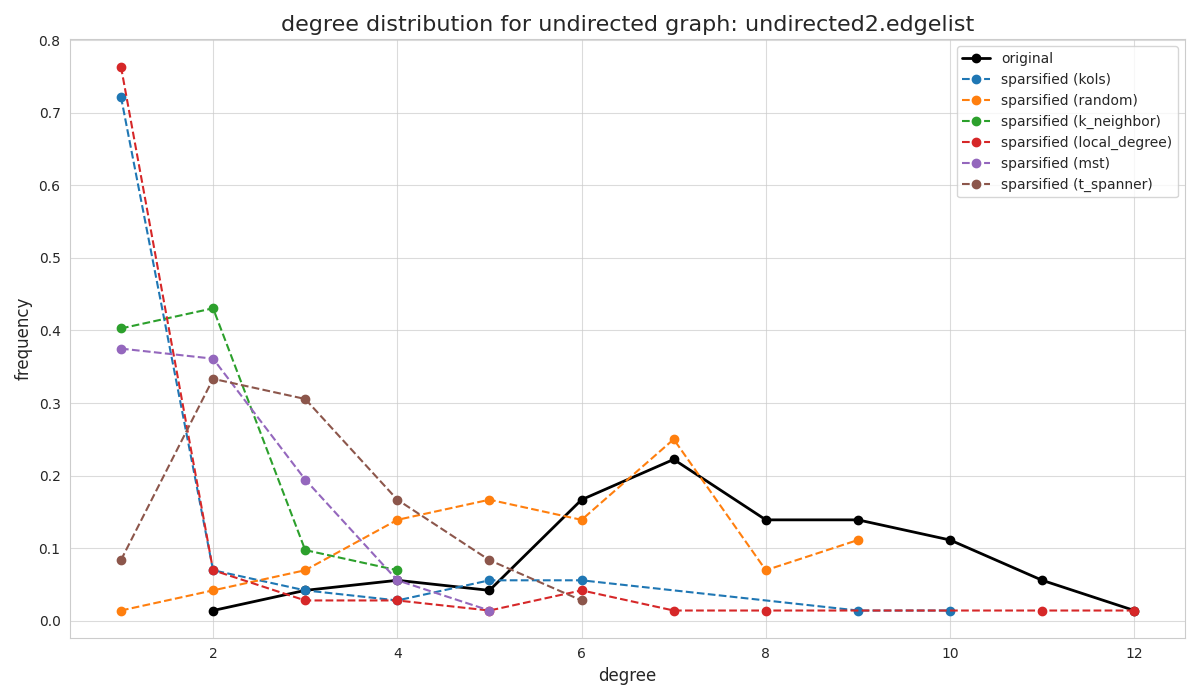 degree distribution for undirected graph: undirected2.edgelist
original
sparsified (kols)
sparsified (random)
sparsified (k_neighbor)
sparsified (local_degree)
sparsified (mst)
sparsified (t_spanner)
frequency
0.8
0.7
0.6
0.5
0.4
0.3
0.2
0.1
0.0
2 4 6 8 10 12
degree